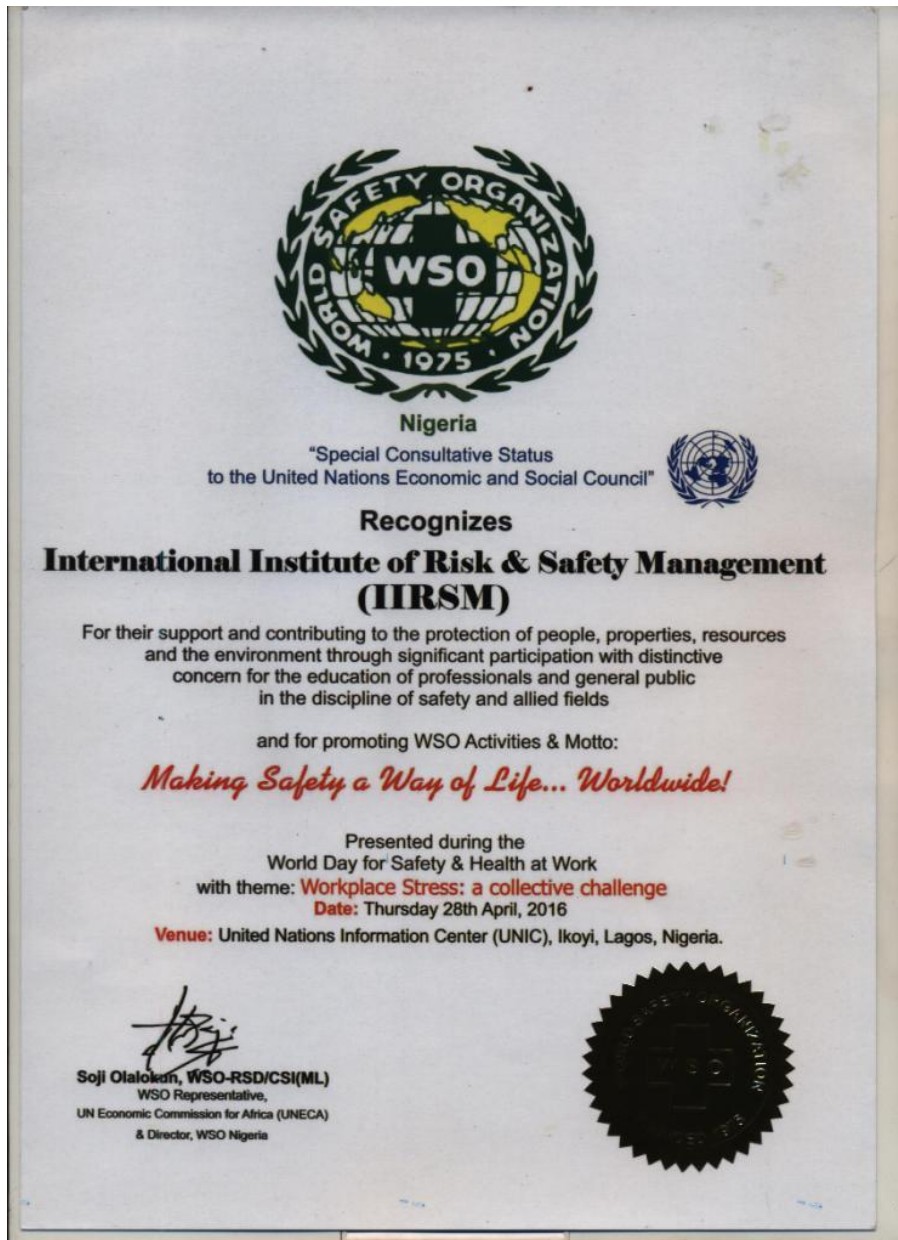 WORLD SAFETY ORGANIZATION
WSO
· 1975 ·
Nigeria
"Special Consultative Status
to the United Nations Economic and Social Council"
Recognizes
International Institute of Risk & Safety Management
(IIRSM)
For their support and contributing to the protection of people, properties, resources
and the environment through significant participation with distinctive
concern for the education of professionals and general public
in the discipline of safety and allied fields
and for promoting WSO Activities & Motto:
Making Safety a Way of Life... Worldwide!
Presented during the
World Day for Safety & Health at Work
with theme: Workplace Stress: a collective challenge
Date: Thursday 28th April, 2016
Venue: United Nations Information Center (UNIC), Ikoyi, Lagos, Nigeria.
Soji Olalokun, WSO-RSD/CSI(ML)
WSO Representative,
UN Economic Commission for Africa (UNECA)
& Director, WSO Nigeria
WORLD SAFETY ORGANIZATION
WSO